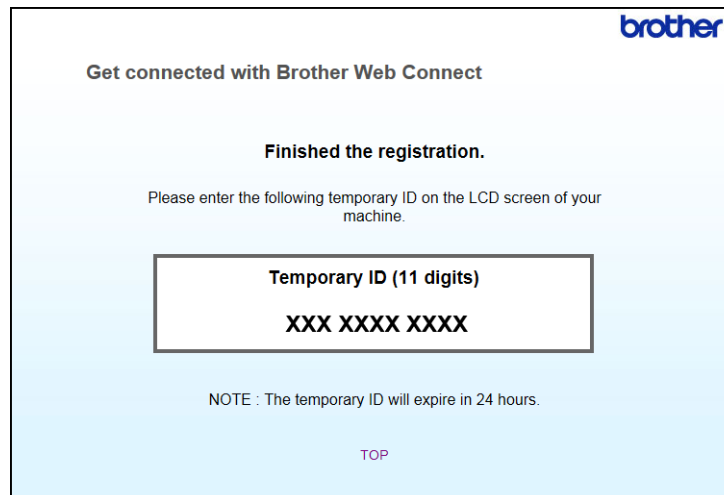 brother
Get connected with Brother Web Connect
Finished the registration.
Please enter the following temporary ID on the LCD screen of your
machine.
Temporary ID (11 digits)
XXX XXXX XXXX
NOTE : The temporary ID will expire in 24 hours.
TOP